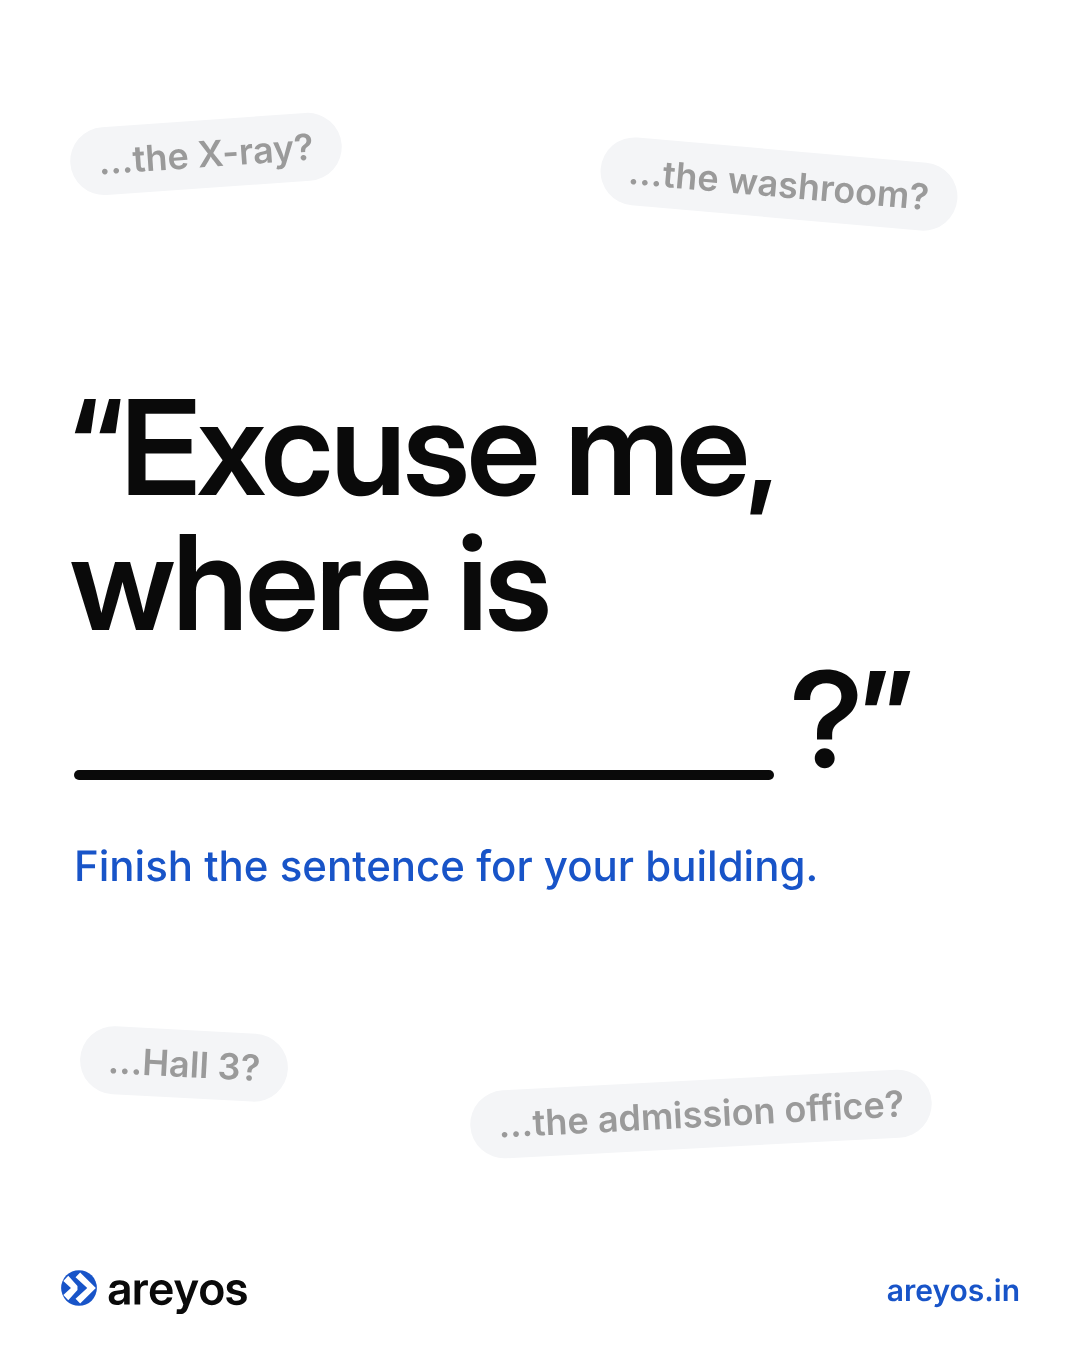 ...the X-ray?
...the washroom?
“Excuse me,
where is
?”
Finish the sentence for your building.
...Hall 3?
...the admission office?
areyos
areyos.in